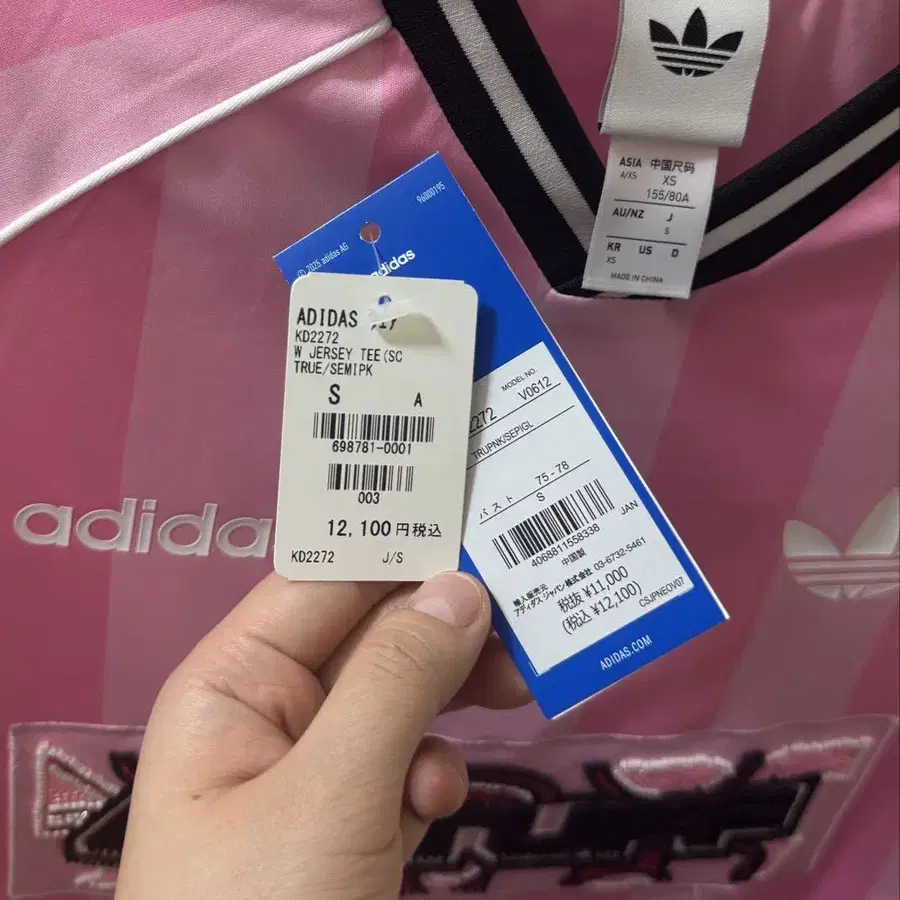 ASIA 中国尺码
A/XS XS
155/80A
AU/NZ J
S
KR US D
XS
MADE IN CHINA
96000195
© 2025 adidas AG
adidas
ADIDAS
KD2272
W JERSEY TEE(SC
TRUE/SEMIPK
S A
698781-0001
003
12,100円税込
KD2272 J/S
MODEL NO.
2272 V0612
TRUPNK/SEPIGL
バスト 75-78
S
4068811558338 JAN
中国製
輸入販売元
アディダス ジャパン株式会社 03-6732-5461
税抜 ¥11,000
(税込 ¥12,100)
CSJPNEOV07
ADIDAS.COM
adidas